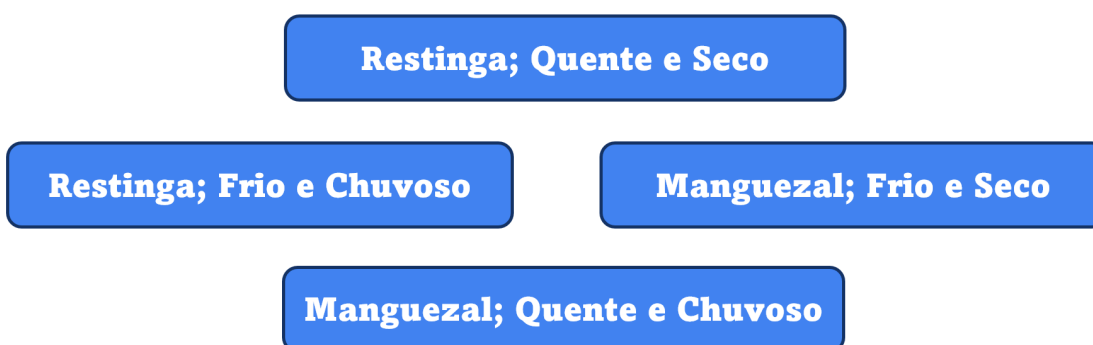 Restinga; Quente e Seco
Restinga; Frio e Chuvoso
Manguezal; Frio e Seco
Manguezal; Quente e Chuvoso